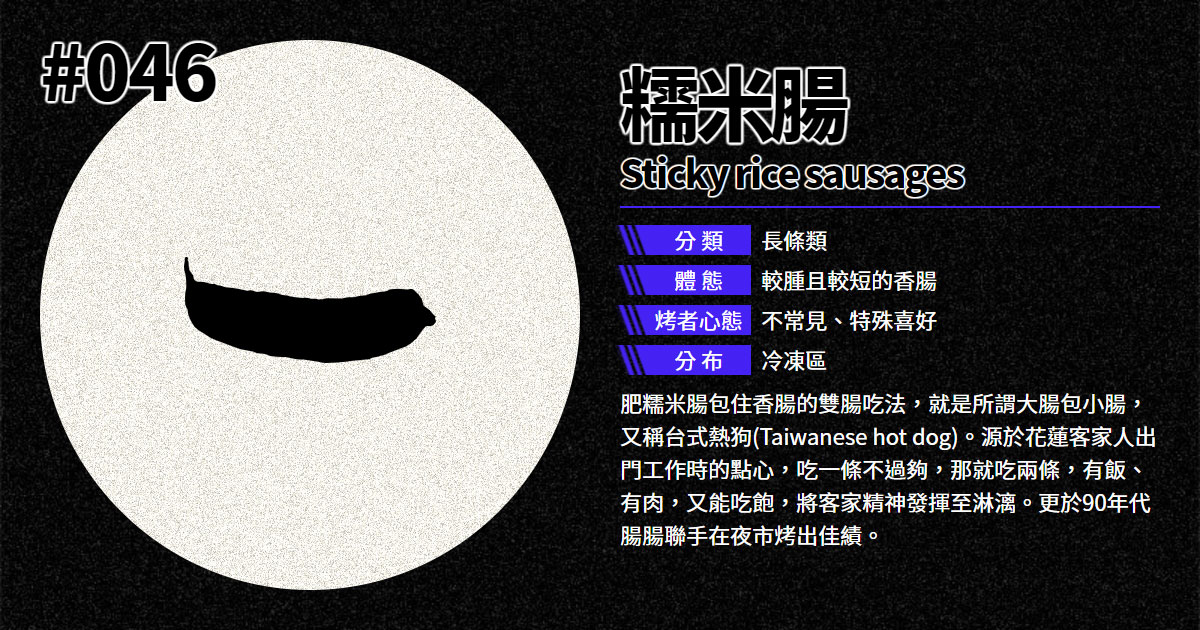 #046
糯米腸
Sticky rice sausages
分類 長條類
體態 較腫且較短的香腸
烤者心態 不常見、特殊喜好
分布 冷凍區
肥糯米腸包住香腸的雙腸吃法，就是所謂大腸包小腸，
又稱台式熱狗(Taiwanese hot dog)。源於花蓮客家人出
門工作時的點心，吃一條不過夠，那就吃兩條，有飯、
有肉，又能吃飽，將客家精神發揮至淋漓。更於90年代
腸腸聯手在夜市烤出佳績。